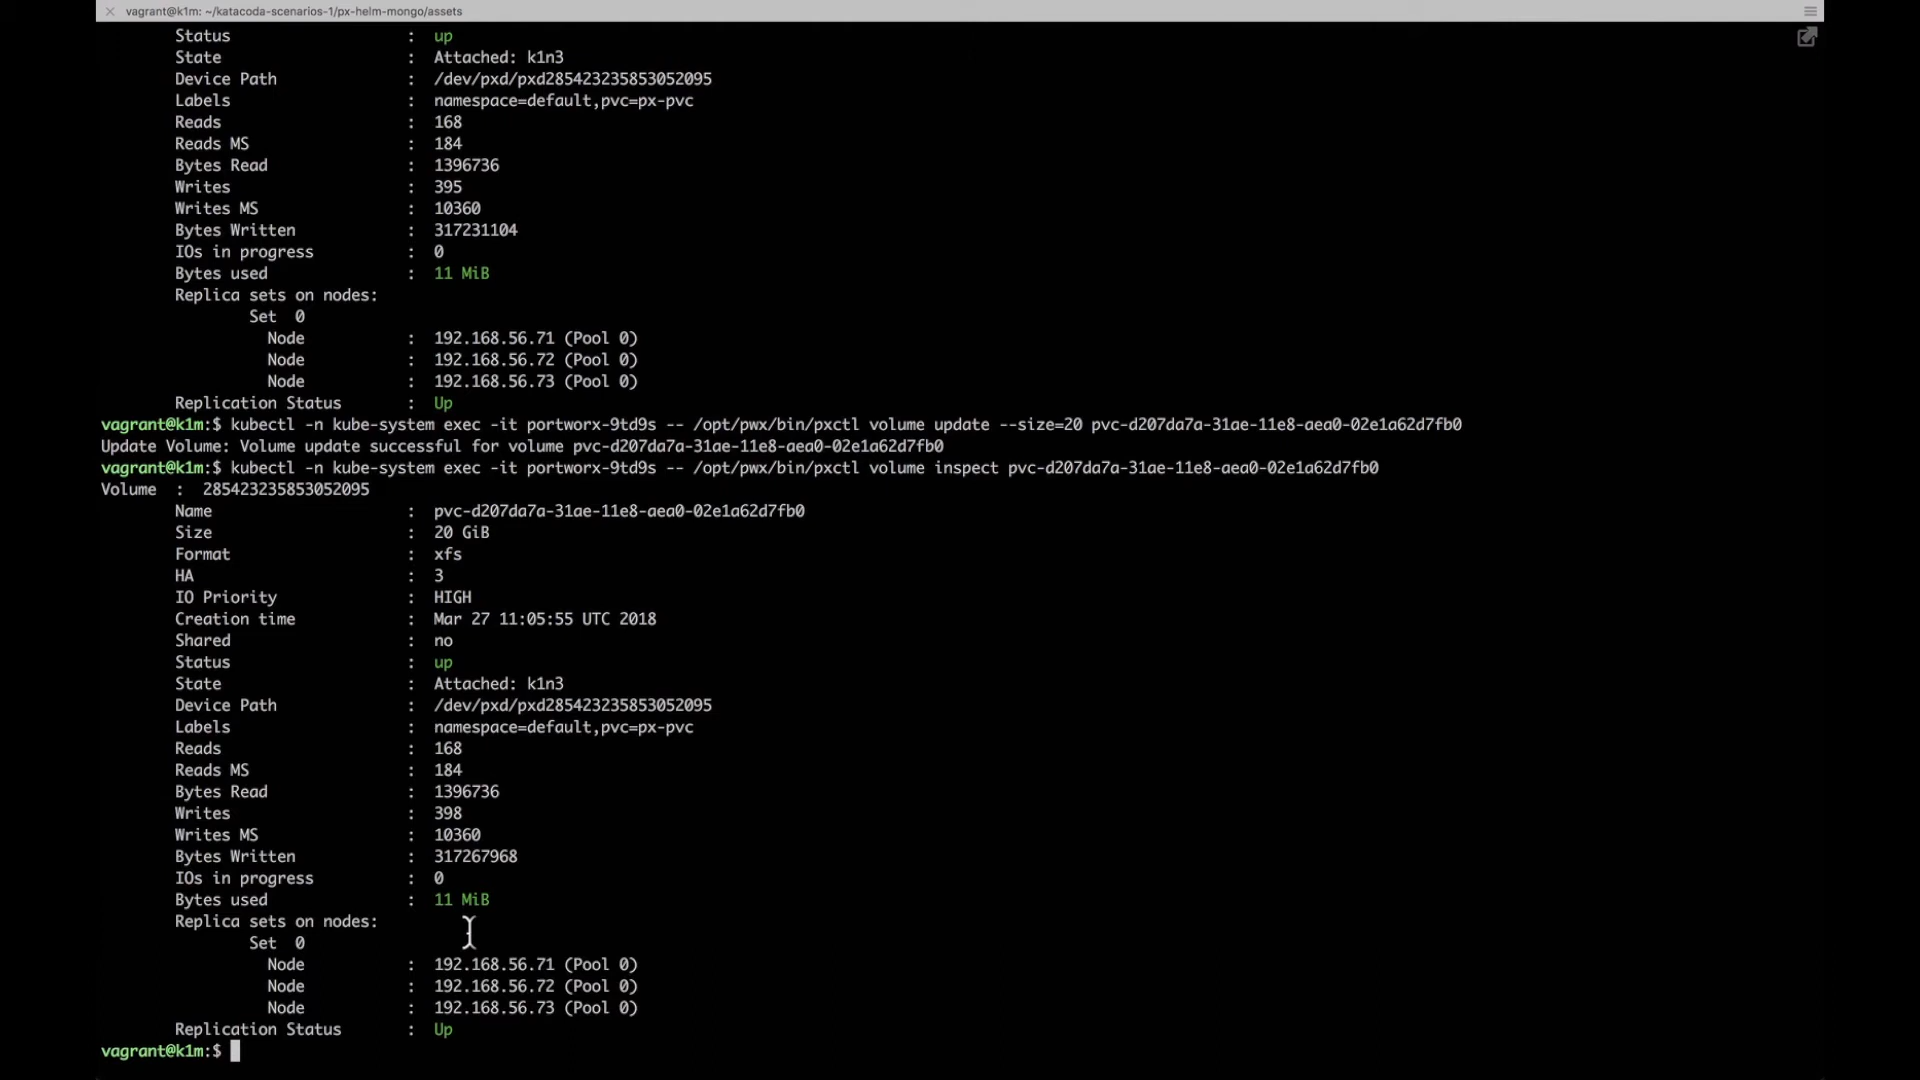 vagrant@k1m: ~/katacoda-scenarios-1/px-helm-mongo/assets
Status : up
State : Attached: k1n3
Device Path : /dev/pxd/pxd285423235853052095
Labels : namespace=default,pvc=px-pvc
Reads : 168
Reads MS : 184
Bytes Read : 1396736
Writes : 395
Writes MS : 10360
Bytes Written : 317231104
IOs in progress : 0
Bytes used : 11 MiB
Replica sets on nodes:
Set 0
Node : 192.168.56.71 (Pool 0)
Node : 192.168.56.72 (Pool 0)
Node : 192.168.56.73 (Pool 0)
Replication Status : Up
vagrant@k1m:$ kubectl -n kube-system exec -it portworx-9td9s -- /opt/pwx/bin/pxctl volume update --size=20 pvc-d207da7a-31ae-11e8-aea0-02e1a62d7fb0
Update Volume: Volume update successful for volume pvc-d207da7a-31ae-11e8-aea0-02e1a62d7fb0
vagrant@k1m:$ kubectl -n kube-system exec -it portworx-9td9s -- /opt/pwx/bin/pxctl volume inspect pvc-d207da7a-31ae-11e8-aea0-02e1a62d7fb0
Volume : 285423235853052095
Name : pvc-d207da7a-31ae-11e8-aea0-02e1a62d7fb0
Size : 20 GiB
Format : xfs
HA : 3
IO Priority : HIGH
Creation time : Mar 27 11:05:55 UTC 2018
Shared : no
Status : up
State : Attached: k1n3
Device Path : /dev/pxd/pxd285423235853052095
Labels : namespace=default,pvc=px-pvc
Reads : 168
Reads MS : 184
Bytes Read : 1396736
Writes : 398
Writes MS : 10360
Bytes Written : 317267968
IOs in progress : 0
Bytes used : 11 MiB
Replica sets on nodes:
Set 0
Node : 192.168.56.71 (Pool 0)
Node : 192.168.56.72 (Pool 0)
Node : 192.168.56.73 (Pool 0)
Replication Status : Up
vagrant@k1m:$